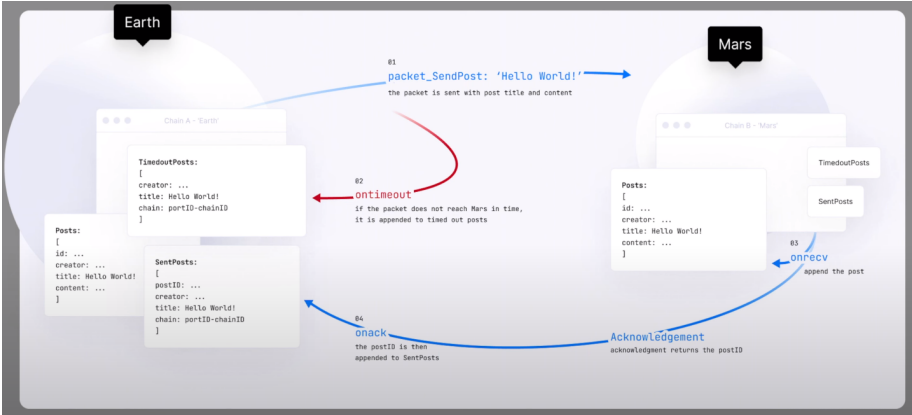 Earth
Mars
01
packet_SendPost: ‘Hello World!’
the packet is sent with post title and content
Chain A - 'Earth'
TimedoutPosts:
[
creator: ...
title: Hello World!
chain: portID-chainID
]
Posts:
[
id: ...
creator: ...
title: Hello World!
content: ...
]
SentPosts:
[
postID: ...
creator: ...
title: Hello World!
chain: portID-chainID
]
02
ontimeout
if the packet does not reach Mars in time,
it is appended to timed out posts
Chain B - 'Mars'
TimedoutPosts
SentPosts
Posts:
[
id: ...
creator: ...
title: Hello World!
content: ...
]
03
onrecv
append the post
Acknowledgement
acknowledgment returns the postID
04
onack
the postID is then
appended to SentPosts